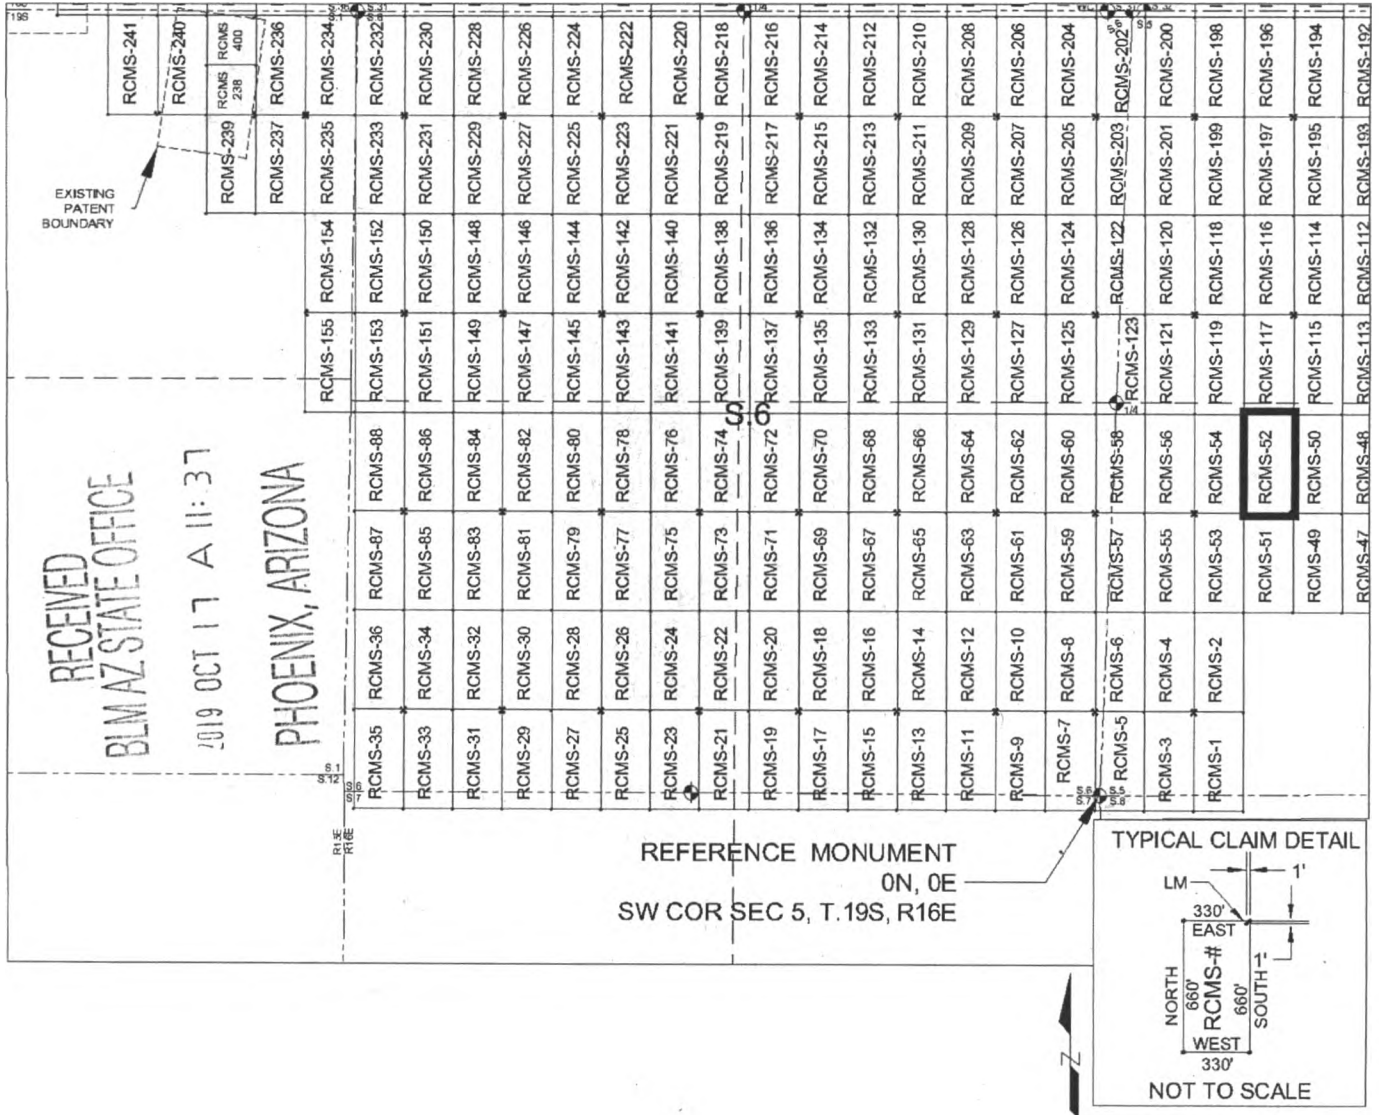 19S
S.1 S.6
1/4
S.6 S.5
RCMS-241 RCMS-240 RCMS 400 RCMS-236 RCMS-234 RCMS-232 RCMS-230 RCMS-228 RCMS-226 RCMS-224 RCMS-222 RCMS-220 RCMS-218 RCMS-216 RCMS-214 RCMS-212 RCMS-210 RCMS-208 RCMS-206 RCMS-204 RCMS-202 RCMS-200 RCMS-198 RCMS-196 RCMS-194 RCMS-192
RCMS 238
RCMS-239 RCMS-237 RCMS-235 RCMS-233 RCMS-231 RCMS-229 RCMS-227 RCMS-225 RCMS-223 RCMS-221 RCMS-219 RCMS-217 RCMS-215 RCMS-213 RCMS-211 RCMS-209 RCMS-207 RCMS-205 RCMS-203 RCMS-201 RCMS-199 RCMS-197 RCMS-195 RCMS-193
EXISTING
PATENT
BOUNDARY
RCMS-154 RCMS-152 RCMS-150 RCMS-148 RCMS-146 RCMS-144 RCMS-142 RCMS-140 RCMS-138 RCMS-136 RCMS-134 RCMS-132 RCMS-130 RCMS-128 RCMS-126 RCMS-124 RCMS-122 RCMS-120 RCMS-118 RCMS-116 RCMS-114 RCMS-112
RCMS-155 RCMS-153 RCMS-151 RCMS-149 RCMS-147 RCMS-145 RCMS-143 RCMS-141 RCMS-139 RCMS-137 RCMS-135 RCMS-133 RCMS-131 RCMS-129 RCMS-127 RCMS-125 RCMS-123 RCMS-121 RCMS-119 RCMS-117 RCMS-115 RCMS-113
S.6
1/4
RCMS-88 RCMS-86 RCMS-84 RCMS-82 RCMS-80 RCMS-78 RCMS-76 RCMS-74 RCMS-72 RCMS-70 RCMS-68 RCMS-66 RCMS-64 RCMS-62 RCMS-60 RCMS-58 RCMS-56 RCMS-54 RCMS-52 RCMS-50 RCMS-48
RCMS-87 RCMS-85 RCMS-83 RCMS-81 RCMS-79 RCMS-77 RCMS-75 RCMS-73 RCMS-71 RCMS-69 RCMS-67 RCMS-65 RCMS-63 RCMS-61 RCMS-59 RCMS-57 RCMS-55 RCMS-53 RCMS-51 RCMS-49 RCMS-47
RCMS-36 RCMS-34 RCMS-32 RCMS-30 RCMS-28 RCMS-26 RCMS-24 RCMS-22 RCMS-20 RCMS-18 RCMS-16 RCMS-14 RCMS-12 RCMS-10 RCMS-8 RCMS-6 RCMS-4 RCMS-2
RCMS-35 RCMS-33 RCMS-31 RCMS-29 RCMS-27 RCMS-25 RCMS-23 RCMS-21 RCMS-19 RCMS-17 RCMS-15 RCMS-13 RCMS-11 RCMS-9 RCMS-7 RCMS-5 RCMS-3 RCMS-1
RECEIVED
BLM AZ STATE OFFICE
2019 OCT 17 A 11:37
PHOENIX, ARIZONA
S.1
S.12
S.6
S.7
S.6 S.5
S.7 S.8
R15E
R16E
REFERENCE MONUMENT
0N, 0E
SW COR SEC 5, T.19S, R16E
TYPICAL CLAIM DETAIL
1'
LM
330'
EAST
NORTH
660'
RCMS-#
660'
SOUTH
1'
WEST
330'
NOT TO SCALE
N